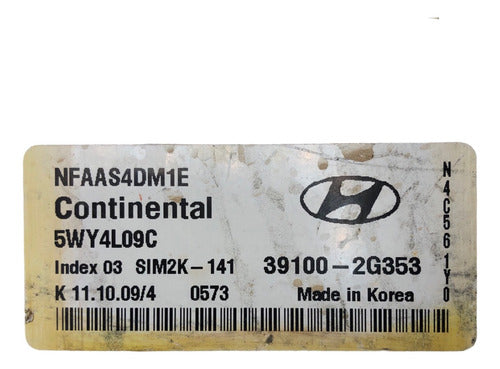 NFAAS4DM1E
Continental
5WY4L09C
Index 03 SIM2K-141 39100-2G353
K 11.10.09/4 0573 Made in Korea
N4C561Y0